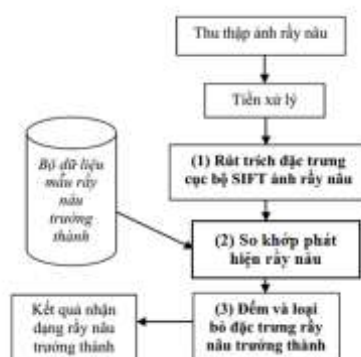 Thu thập ảnh rầy nâu
Tiền xử lý
Bộ dữ liệu
mẫu rầy
nâu
trưởng
thành
(1) Rút trích đặc trưng
cục bộ SIFT ảnh rầy nâu
(2) So khớp phát
hiện rầy nâu
(3) Đếm và loại
bỏ đặc trưng rầy
nâu trưởng thành
Kết quả nhận
dạng rầy nâu
trưởng thành